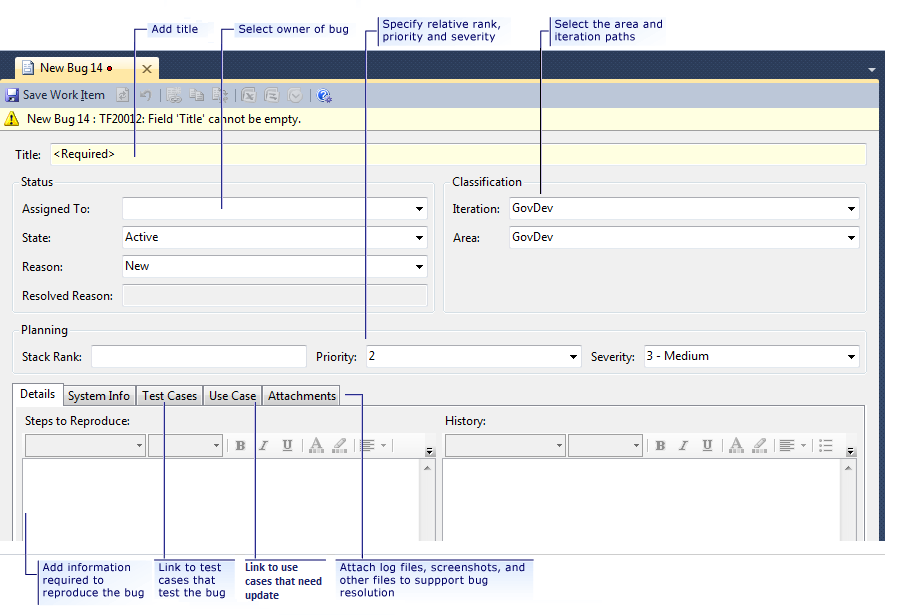 Add title
Select owner of bug
Specify relative rank,
priority and severity
Select the area and
iteration paths
New Bug 14
Save Work Item
New Bug 14 : TF20012: Field 'Title' cannot be empty.
Title: <Required>
Status
Assigned To:
State: Active
Reason: New
Resolved Reason:
Classification
Iteration: GovDev
Area: GovDev
Planning
Stack Rank: Priority: 2 Severity: 3 - Medium
Details System Info Test Cases Use Case Attachments
Steps to Reproduce: History:
B I U A B I U A
Add information
required to
reproduce the bug
Link to test
cases that
test the bug
Link to use
cases that need
update
Attach log files, screenshots, and
other files to suppport bug
resolution